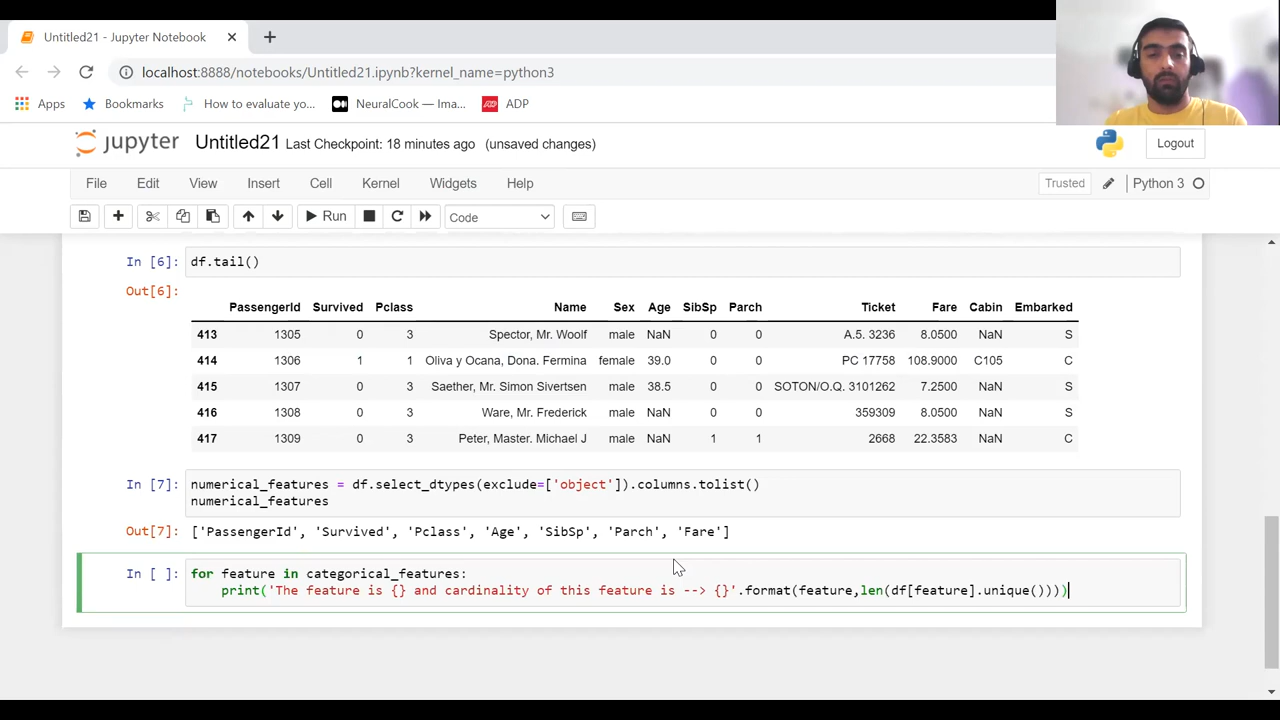 Untitled21 - Jupyter Notebook
localhost:8888/notebooks/Untitled21.ipynb?kernel_name=python3
Apps Bookmarks How to evaluate yo... NeuralCook — Ima... ADP
jupyter Untitled21 Last Checkpoint: 18 minutes ago (unsaved changes) Logout
File Edit View Insert Cell Kernel Widgets Help Trusted Python 3
Run Code
In [6]: df.tail()
Out[6]:
PassengerId Survived Pclass Name Sex Age SibSp Parch Ticket Fare Cabin Embarked
413 1305 0 3 Spector, Mr. Woolf male NaN 0 0 A.5. 3236 8.0500 NaN S
414 1306 1 1 Oliva y Ocana, Dona. Fermina female 39.0 0 0 PC 17758 108.9000 C105 C
415 1307 0 3 Saether, Mr. Simon Sivertsen male 38.5 0 0 SOTON/O.Q. 3101262 7.2500 NaN S
416 1308 0 3 Ware, Mr. Frederick male NaN 0 0 359309 8.0500 NaN S
417 1309 0 3 Peter, Master. Michael J male NaN 1 1 2668 22.3583 NaN C
In [7]: numerical_features = df.select_dtypes(exclude=['object']).columns.tolist()
numerical_features
Out[7]: ['PassengerId', 'Survived', 'Pclass', 'Age', 'SibSp', 'Parch', 'Fare']
In [ ]: for feature in categorical_features:
print('The feature is {} and cardinality of this feature is --> {}'.format(feature,len(df[feature].unique())))